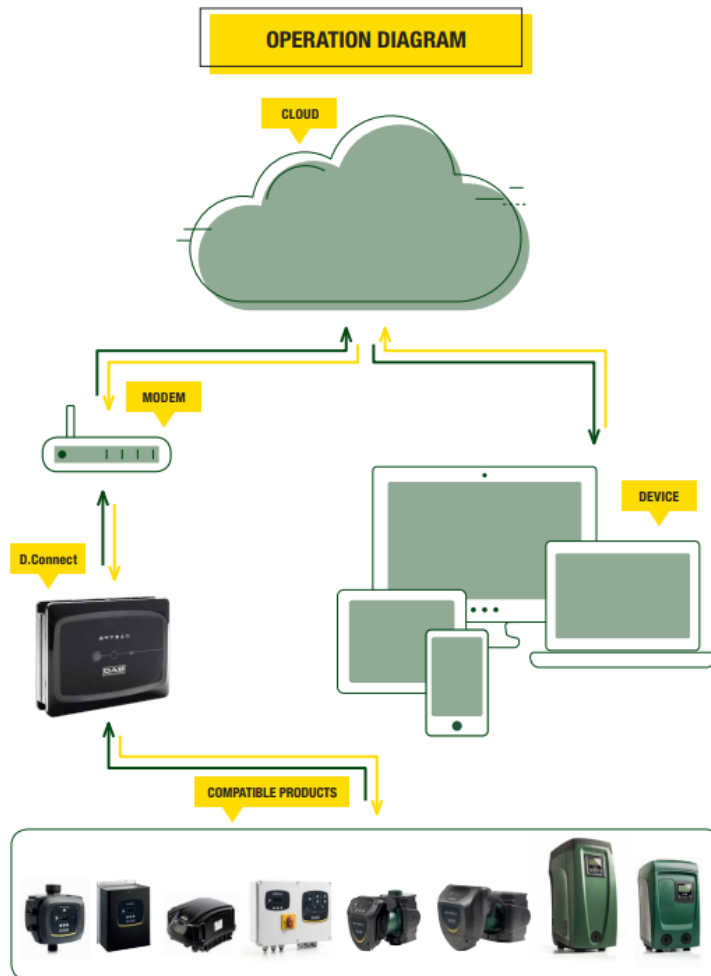 OPERATION DIAGRAM
CLOUD
MODEM
DEVICE
D.Connect
DAB
COMPATIBLE PRODUCTS